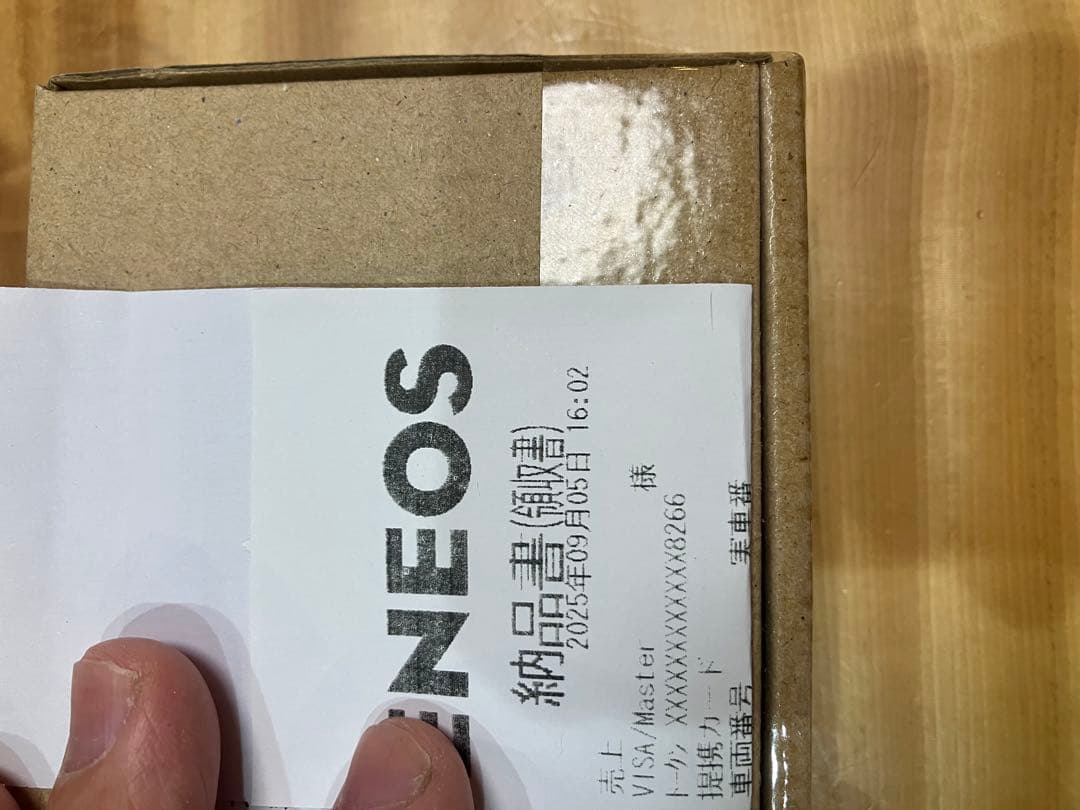 ENEOS
納品書(領収書)
2025年09月05日 16:02
売上
VISA/Master 様
トークン XXXXXXXXXXXX8266
提携カード
車両番号 実車番